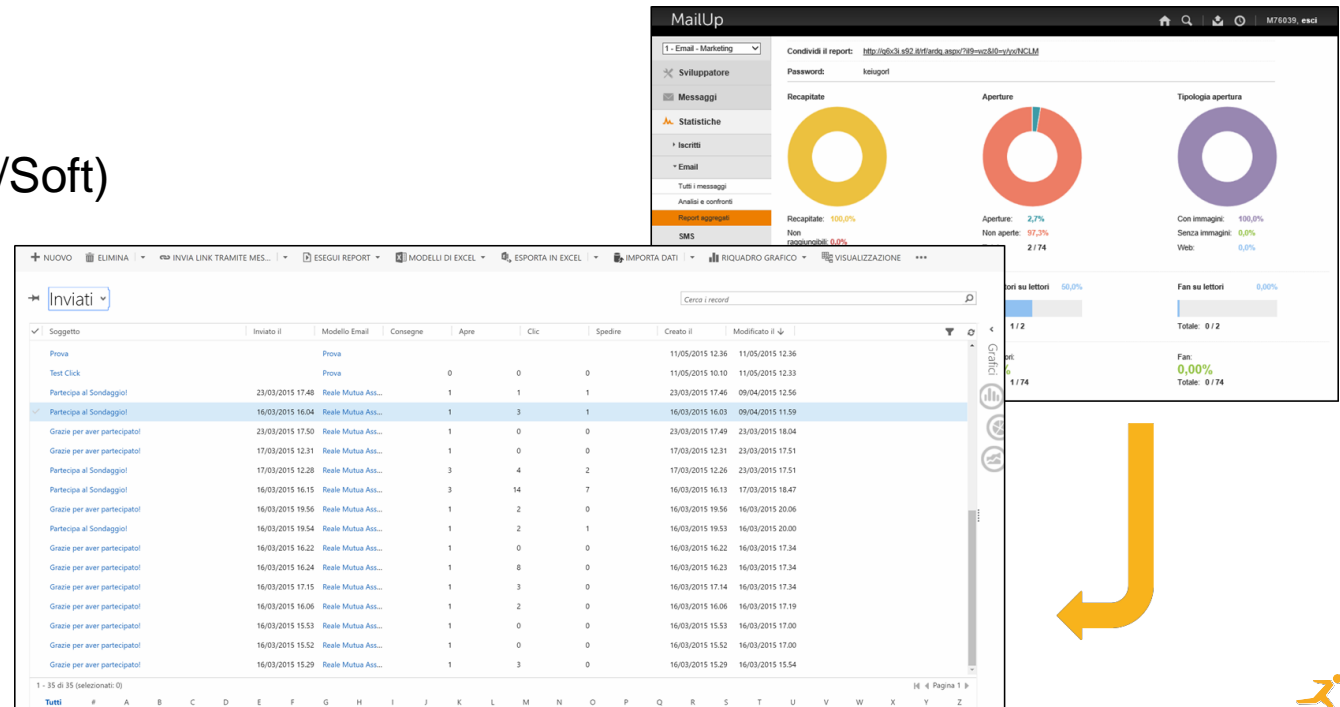 MailUp
M76039, esci
1 - Email - Marketing
Condividi il report: http://q6x3i.s92.it/rf/ardq.aspx/?il9=wz&l0=y/yx/NCLM
Sviluppatore
Password: keiugorl
Messaggi
Recapitate Aperture Tipologia apertura
Statistiche
Iscritti
Email
/Soft)
Tutti i messaggi
Analisi e confronti
Report aggregati
Recapitate: 100,0% Aperture: 2,7% Con immagini: 100,0%
SMS
Non raggiungibili: 0,0% Non aperte: 97,3% Senza immagini: 0,0%
2 / 74 Web: 0,0%
NUOVO ELIMINA INVIA LINK TRAMITE MES... ESEGUI REPORT MODELLI DI EXCEL ESPORTA IN EXCEL IMPORTA DATI RIQUADRO GRAFICO VISUALIZZAZIONE
tori su lettori 50,0% Fan su lettori 0,00%
1 / 2 Totale: 0 / 2
ori: Fan:
% 0,00%
1 / 74 Totale: 0 / 74
Inviati
Cerca i record
Soggetto Inviato il Modello Email Consegne Apre Clic Spedire Creato il Modificato il
Grafici
Prova Prova 11/05/2015 12.36 11/05/2015 12.36
Test Click Prova 0 0 0 11/05/2015 10.10 11/05/2015 12.33
Partecipa al Sondaggio! 23/03/2015 17.48 Reale Mutua Ass... 1 1 1 23/03/2015 17.46 09/04/2015 12.56
Partecipa al Sondaggio! 16/03/2015 16.04 Reale Mutua Ass... 1 3 1 16/03/2015 16.03 09/04/2015 11.59
Grazie per aver partecipato! 23/03/2015 17.50 Reale Mutua Ass... 1 0 0 23/03/2015 17.49 23/03/2015 18.04
Grazie per aver partecipato! 17/03/2015 12.31 Reale Mutua Ass... 1 0 0 17/03/2015 12.31 23/03/2015 17.51
Partecipa al Sondaggio! 17/03/2015 12.28 Reale Mutua Ass... 3 4 2 17/03/2015 12.26 23/03/2015 17.51
Partecipa al Sondaggio! 16/03/2015 16.15 Reale Mutua Ass... 3 14 7 16/03/2015 16.13 17/03/2015 18.47
Grazie per aver partecipato! 16/03/2015 19.56 Reale Mutua Ass... 1 2 0 16/03/2015 19.56 16/03/2015 20.06
Partecipa al Sondaggio! 16/03/2015 19.54 Reale Mutua Ass... 1 2 1 16/03/2015 19.53 16/03/2015 20.00
Grazie per aver partecipato! 16/03/2015 16.22 Reale Mutua Ass... 1 0 0 16/03/2015 16.22 16/03/2015 17.34
Grazie per aver partecipato! 16/03/2015 16.24 Reale Mutua Ass... 1 8 0 16/03/2015 16.23 16/03/2015 17.34
Grazie per aver partecipato! 16/03/2015 17.15 Reale Mutua Ass... 1 3 0 16/03/2015 17.14 16/03/2015 17.34
Grazie per aver partecipato! 16/03/2015 16.06 Reale Mutua Ass... 1 2 0 16/03/2015 16.06 16/03/2015 17.19
Grazie per aver partecipato! 16/03/2015 15.53 Reale Mutua Ass... 1 0 0 16/03/2015 15.53 16/03/2015 17.00
Grazie per aver partecipato! 16/03/2015 15.52 Reale Mutua Ass... 1 0 0 16/03/2015 15.52 16/03/2015 17.00
Grazie per aver partecipato! 16/03/2015 15.29 Reale Mutua Ass... 1 3 0 16/03/2015 15.29 16/03/2015 15.54
1 - 35 di 35 (selezionati: 0) Pagina 1
Tutti # A B C D E F G H I J K L M N O P Q R S T U V W X Y Z